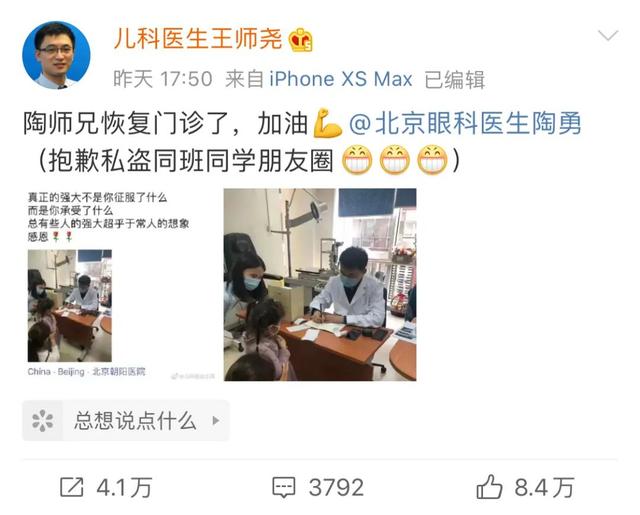 儿科医生王师尧
昨天 17:50 来自 iPhone XS Max 已编辑
陶师兄恢复门诊了，加油💪@北京眼科医生陶勇
（抱歉私盗同班同学朋友圈😁😁😁）
真正的强大不是你征服了什么
而是你承受了什么
总有些人的强大超乎于常人的想象
感恩🌹🌹
China · Beijing · 北京朝阳医院
总想说点什么
4.1万
3792
8.4万